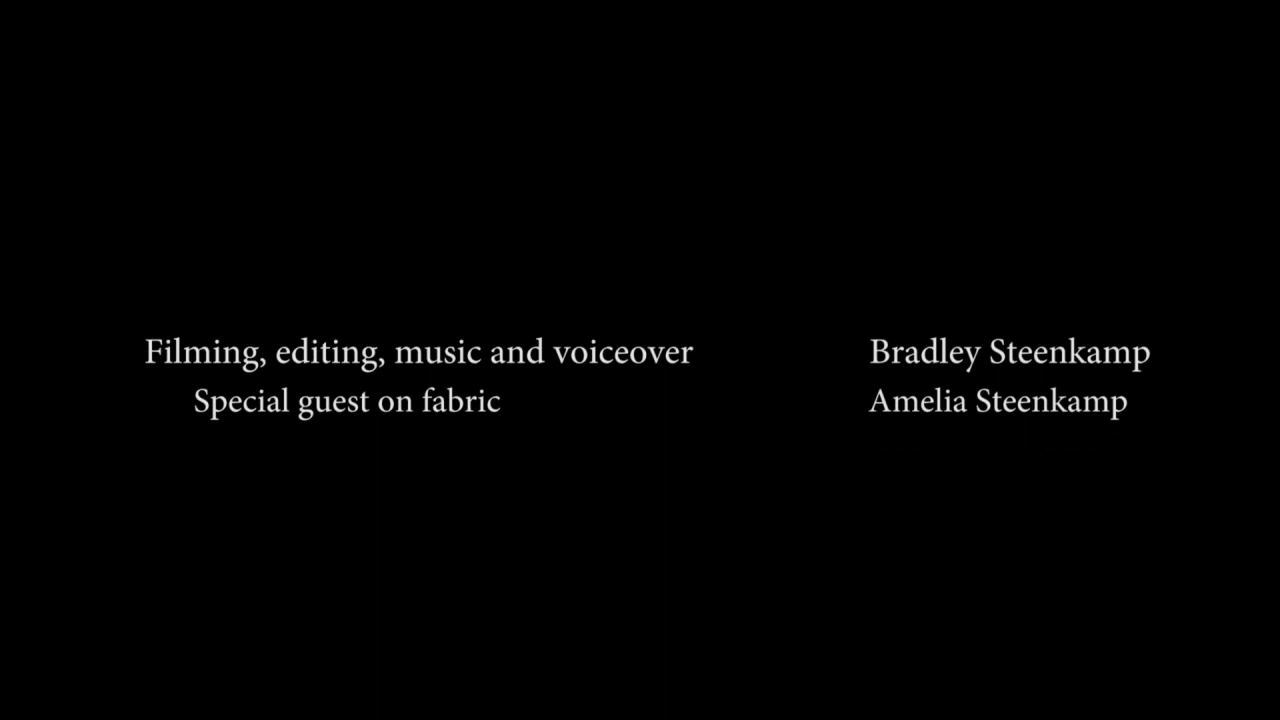 Filming, editing, music and voiceover Bradley Steenkamp
Special guest on fabric Amelia Steenkamp